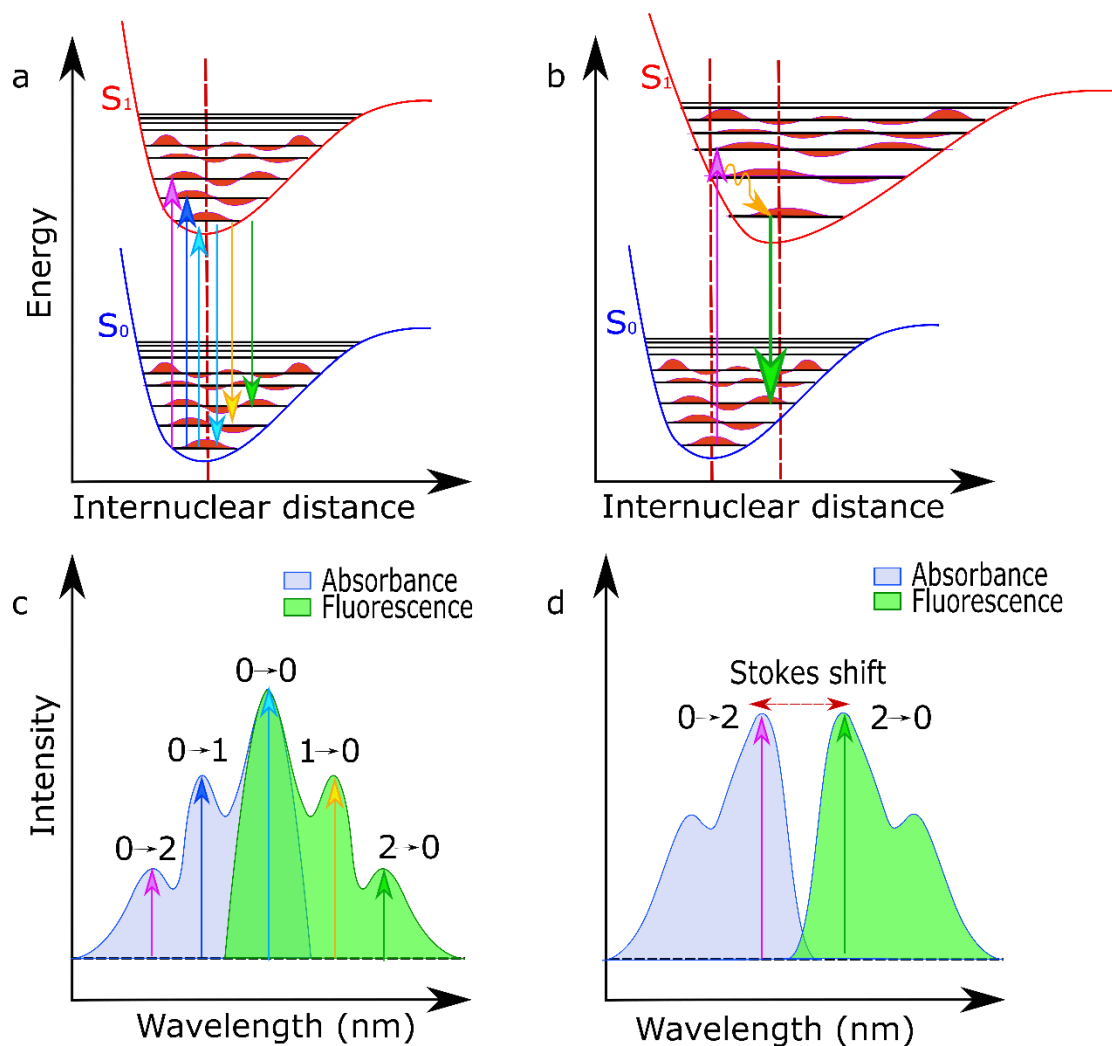 a
S₁
S₀
Energy
Internuclear distance
b
S₁
S₀
Internuclear distance
c
Absorbance
Fluorescence
0→0
0→1
1→0
0→2
2→0
Intensity
Wavelength (nm)
d
Absorbance
Fluorescence
Stokes shift
0→2
2→0
Wavelength (nm)